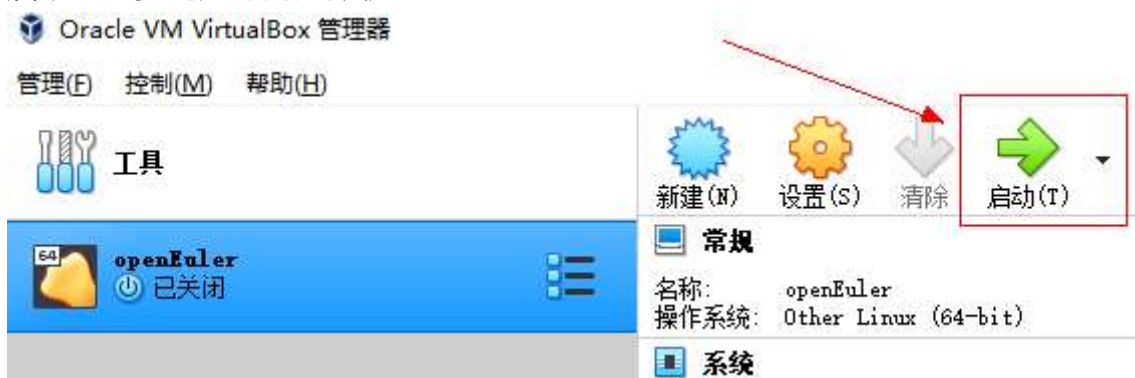 Oracle VM VirtualBox 管理器
管理(F) 控制(M) 帮助(H)
工具
新建(N) 设置(S) 清除 启动(T)
64
openEuler
已关闭
常规
名称: openEuler
操作系统: Other Linux (64-bit)
系统